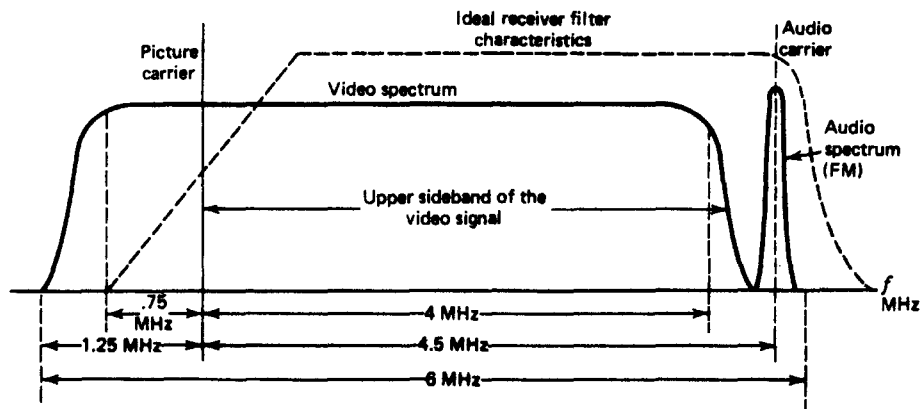 Ideal receiver filter
characteristics
Audio
carrier
Picture
carrier
Video spectrum
Audio
spectrum
(FM)
Upper sideband of the
video signal
f
MHz
.75
MHz
4 MHz
1.25 MHz
4.5 MHz
6 MHz